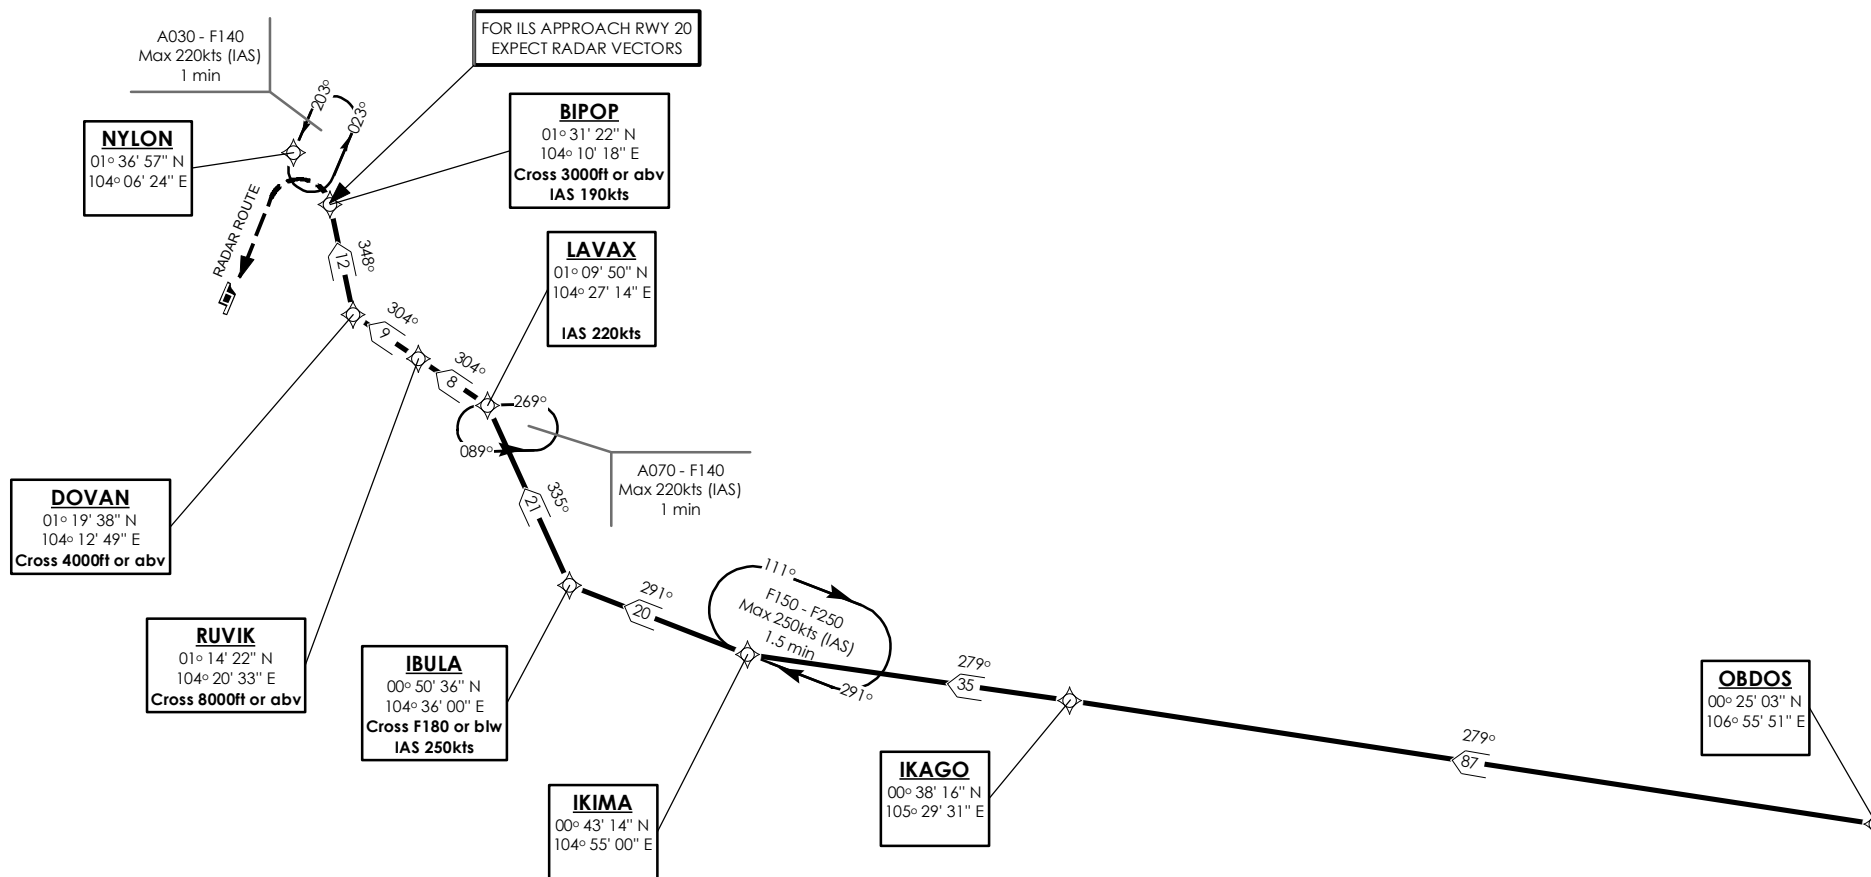 A030 - F140
Max 220kts (IAS)
1 min
FOR ILS APPROACH RWY 20
EXPECT RADAR VECTORS
203°
023°
NYLON
01° 36' 57" N
104° 06' 24" E
BIPOP
01° 31' 22" N
104° 10' 18" E
Cross 3000ft or abv
IAS 190kts
RADAR ROUTE
348°
12
LAVAX
01° 09' 50" N
104° 27' 14" E
IAS 220kts
304°
9
304°
8
269°
089°
A070 - F140
Max 220kts (IAS)
1 min
335°
21
DOVAN
01° 19' 38" N
104° 12' 49" E
Cross 4000ft or abv
RUVIK
01° 14' 22" N
104° 20' 33" E
Cross 8000ft or abv
291°
20
111°
F150 - F250
Max 250kts (IAS)
1.5 min
291°
IBULA
00° 50' 36" N
104° 36' 00" E
Cross F180 or blw
IAS 250kts
279°
35
IKIMA
00° 43' 14" N
104° 55' 00" E
IKAGO
00° 38' 16" N
105° 29' 31" E
279°
87
OBDOS
00° 25' 03" N
106° 55' 51" E